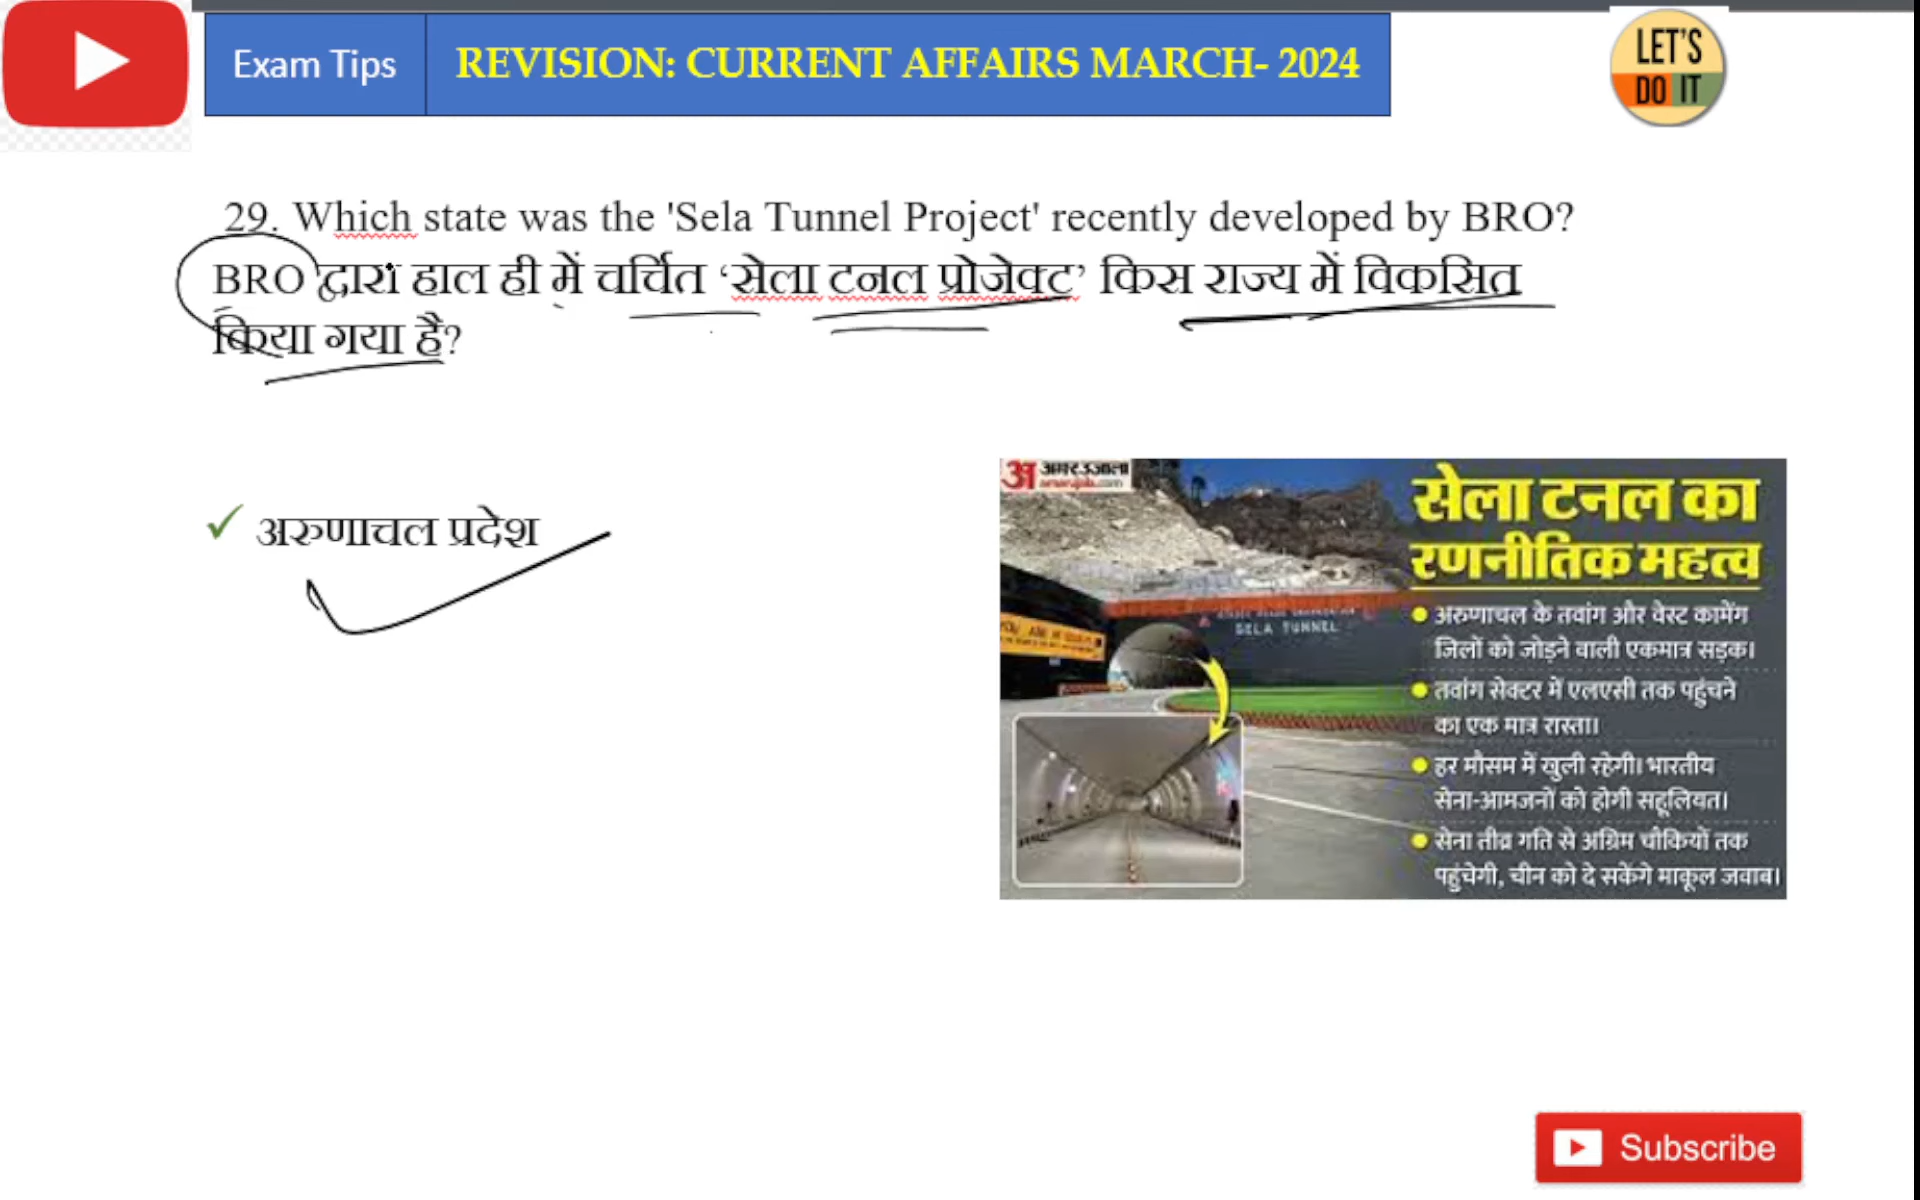 Exam Tips
REVISION: CURRENT AFFAIRS MARCH- 2024
LET'S
DO IT
29. Which state was the 'Sela Tunnel Project' recently developed by BRO?
BRO द्वारा हाल ही में चर्चित ‘सेला टनल प्रोजेक्ट’ किस राज्य में विकसित
किया गया है?
✓ अरुणाचल प्रदेश
अ अमर उजाला
amarujala.com
सेला टनल का
रणनीतिक महत्व
SELA TUNNEL
अरुणाचल के तवांग और वेस्ट कामेंग
जिलों को जोड़ने वाली एकमात्र सड़क।
तवांग सेक्टर में एलएसी तक पहुंचने
का एक मात्र रास्ता।
हर मौसम में खुली रहेगी। भारतीय
सेना-आमजनों को होगी सहूलियत।
सेना तीव्र गति से अग्रिम चौकियों तक
पहुंचेगी, चीन को दे सकेंगे माकूल जवाब।
Subscribe